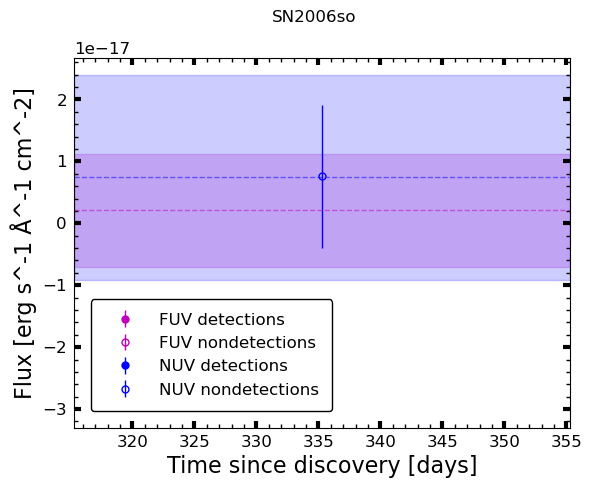 SN2006so
1e−17
Flux [erg s^-1 Å^-1 cm^-2]
2
1
0
−1
−2
−3
FUV detections
FUV nondetections
NUV detections
NUV nondetections
320 325 330 335 340 345 350 355
Time since discovery [days]